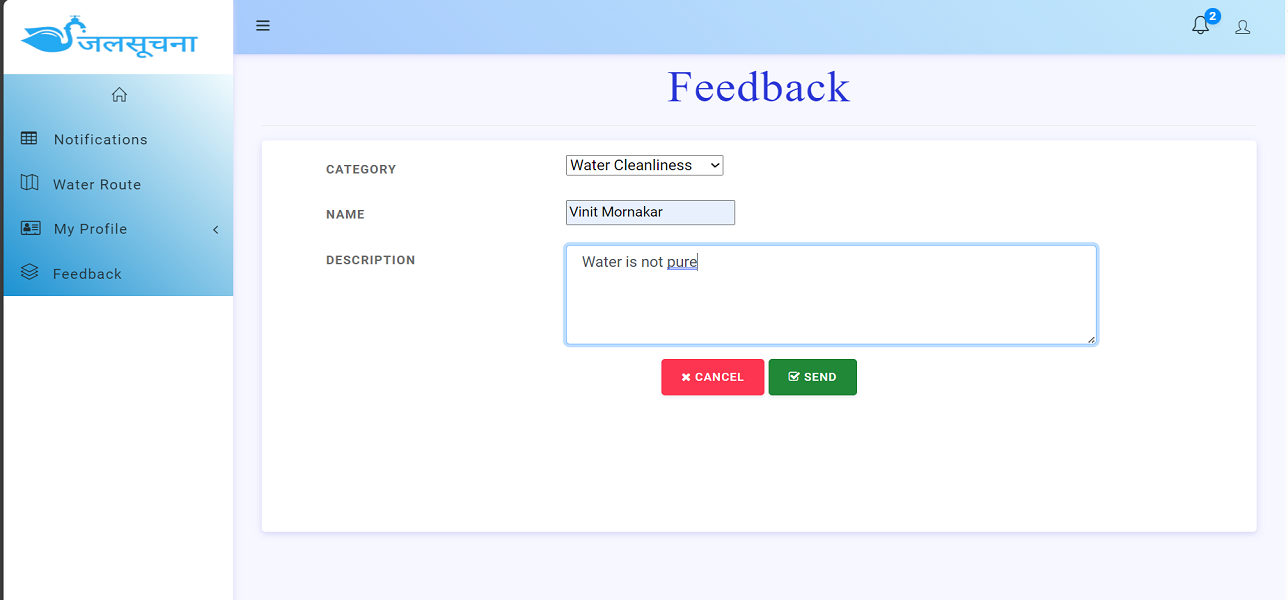 जलसूचना
2
Feedback
Notifications
Water Route
My Profile
Feedback
CATEGORY
Water Cleanliness
NAME
Vinit Mornakar
DESCRIPTION
Water is not pure
CANCEL
SEND